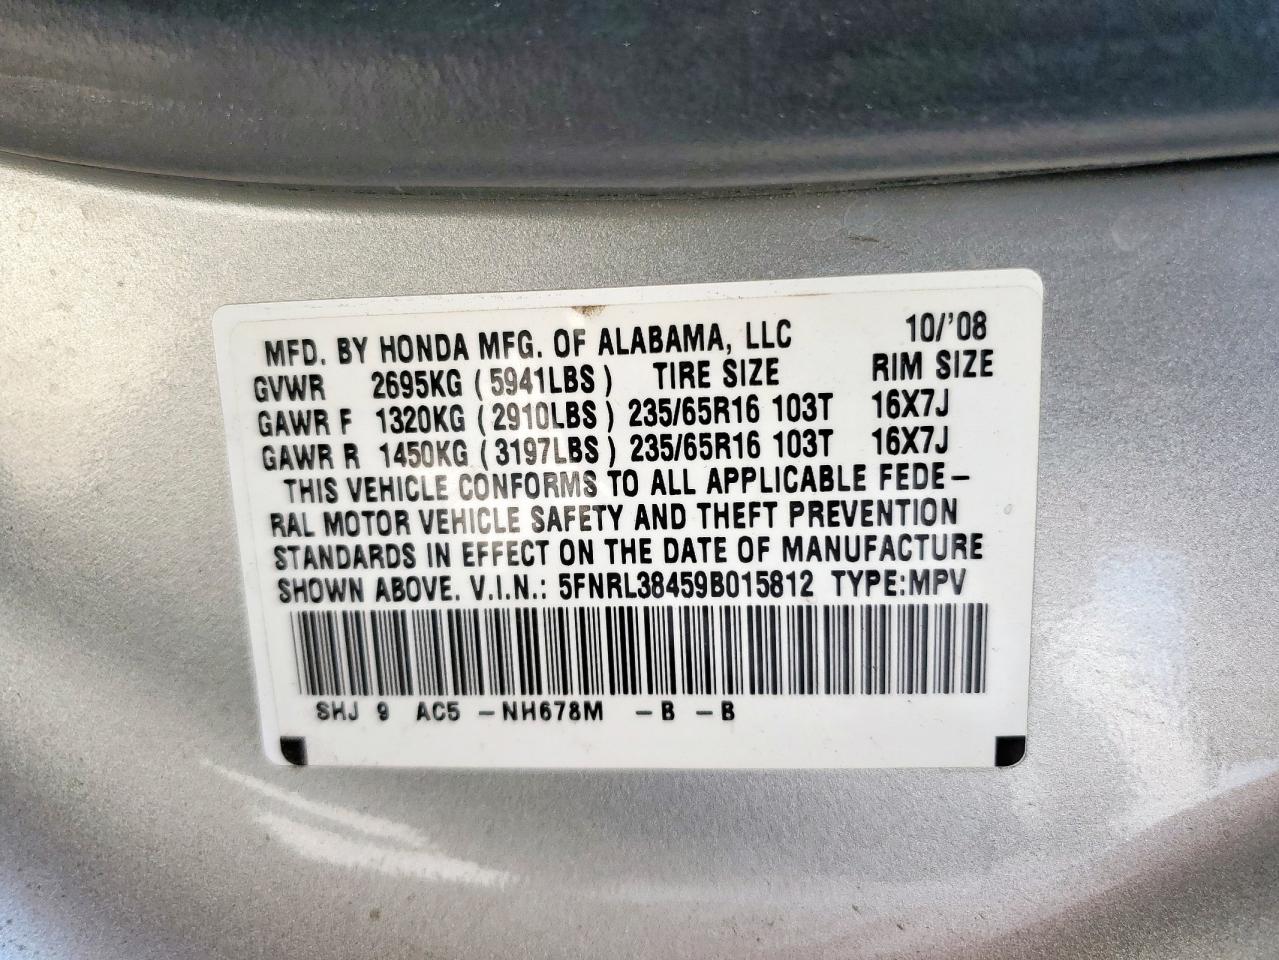 MFD. BY HONDA MFG. OF ALABAMA, LLC 10/'08
GVWR 2695KG (5941LBS) TIRE SIZE RIM SIZE
GAWR F 1320KG (2910LBS) 235/65R16 103T 16X7J
GAWR R 1450KG (3197LBS) 235/65R16 103T 16X7J
THIS VEHICLE CONFORMS TO ALL APPLICABLE FEDE-
RAL MOTOR VEHICLE SAFETY AND THEFT PREVENTION
STANDARDS IN EFFECT ON THE DATE OF MANUFACTURE
SHOWN ABOVE. V.I.N.: 5FNRL38459B015812 TYPE:MPV
SHJ 9 AC5 -NH678M -B -B